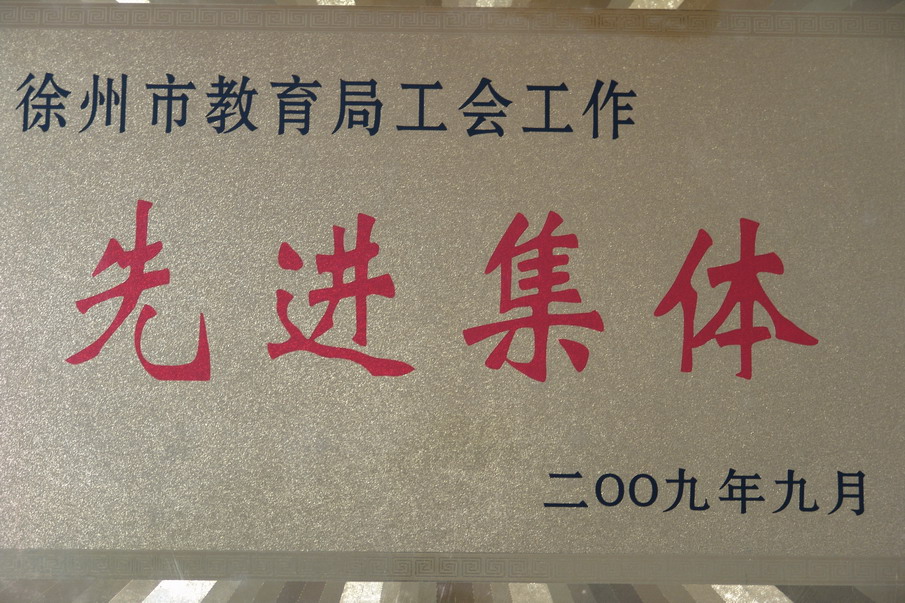 徐州市教育局工会工作
先进集体
二OO九年九月